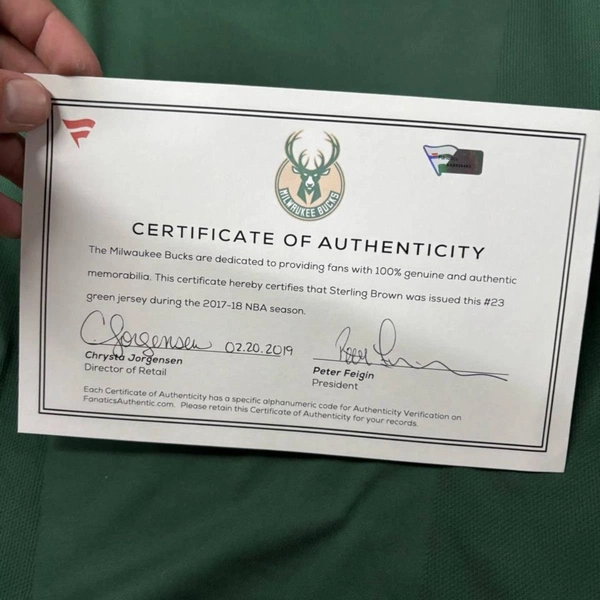 MILWAUKEE BUCKS
CERTIFICATE OF AUTHENTICITY
The Milwaukee Bucks are dedicated to providing fans with 100% genuine and authentic
memorabilia. This certificate hereby certifies that Sterling Brown was issued this #23
green jersey during the 2017-18 NBA season.
C Jorgensen 02.20.2019
Chrysta Jorgensen
Director of Retail
Peter Feigin
President
Each Certificate of Authenticity has a specific alphanumeric code for Authenticity Verification on
FanaticsAuthentic.com. Please retain this Certificate of Authenticity for your records.